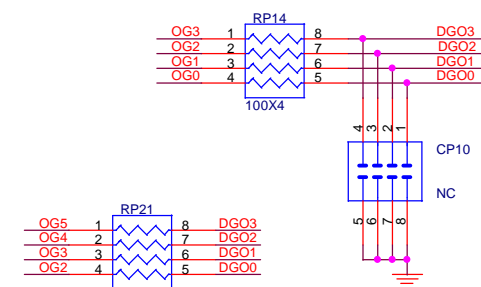 RP14
OG3 1 8 DGO3
OG2 2 7 DGO2
OG1 3 6 DGO1
OG0 4 5 DGO0
100X4
4 3 2 1
CP10
NC
5 6 7 8
RP21
OG5 1 8 DGO3
OG4 2 7 DGO2
OG3 3 6 DGO1
OG2 4 5 DGO0